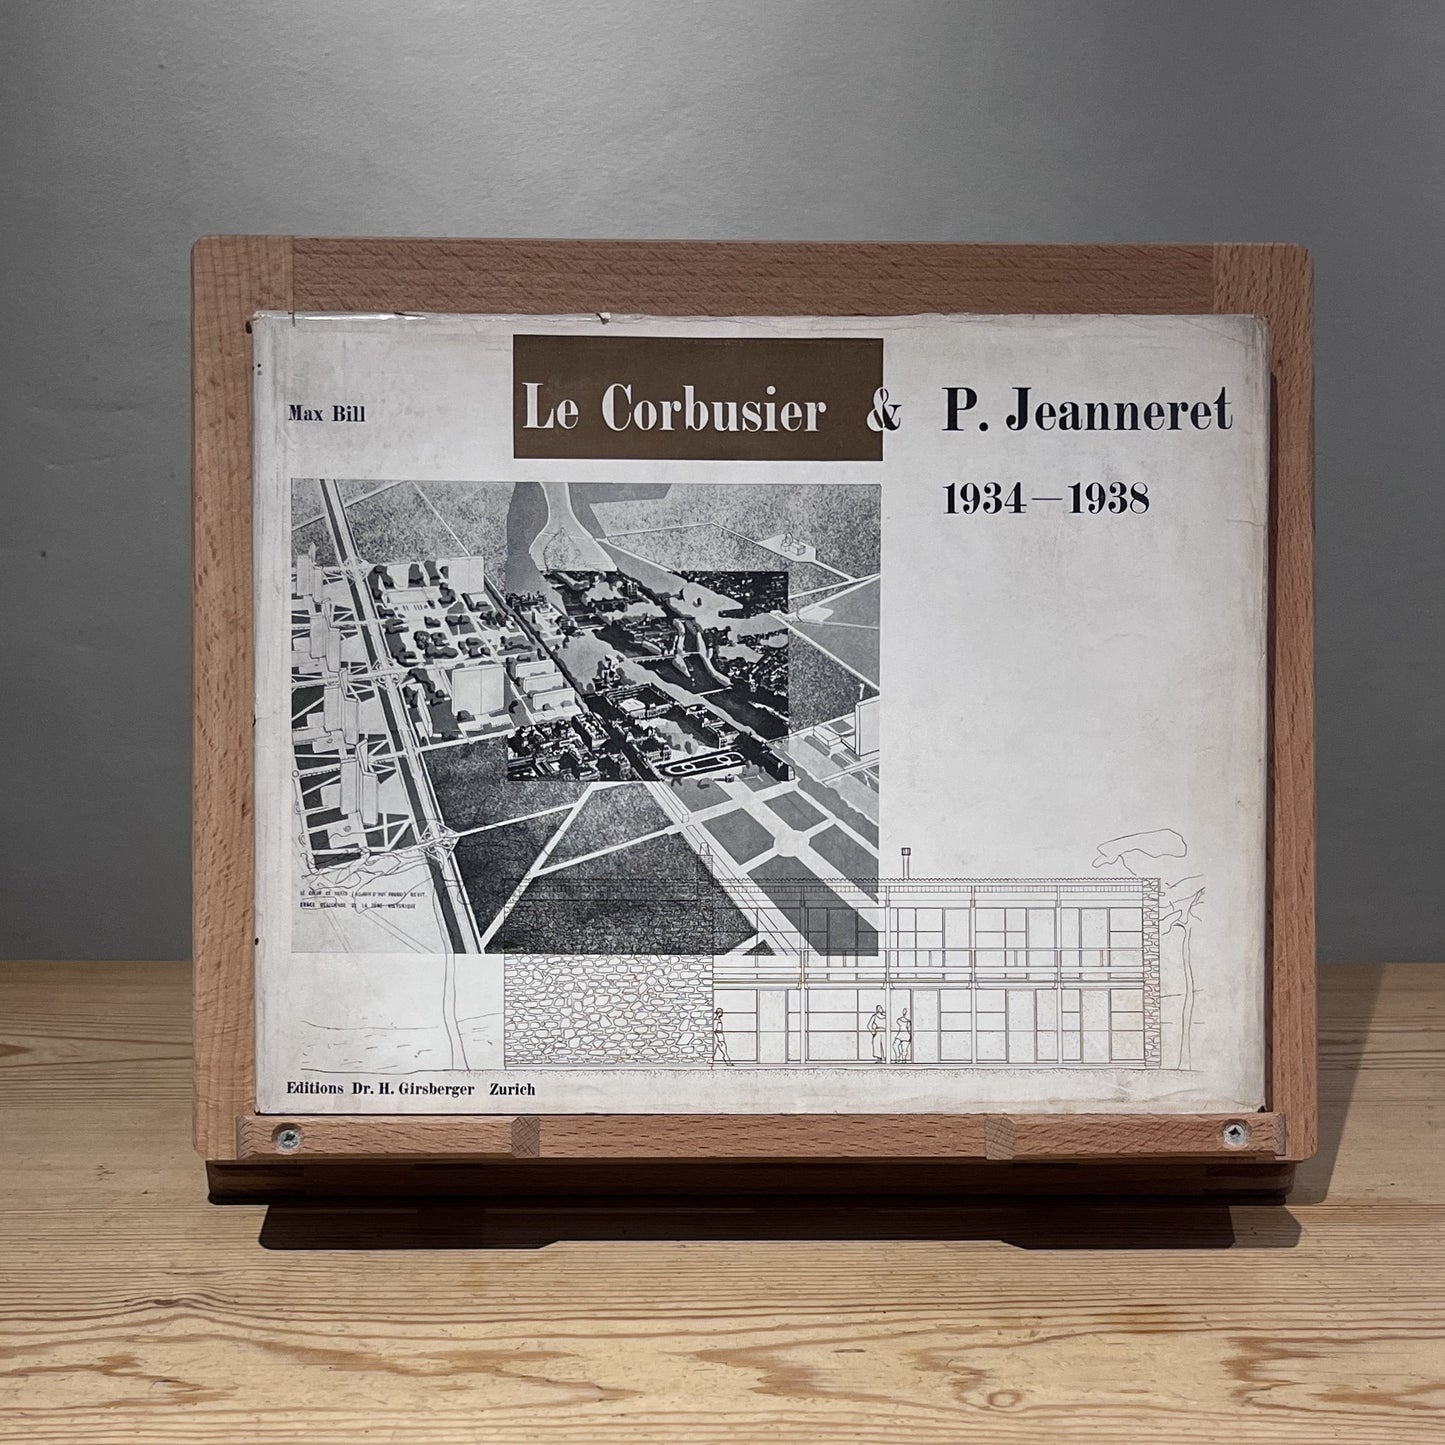 Max Bill
Le Corbusier & P. Jeanneret
1934—1938
Editions Dr. H. Girsberger Zurich